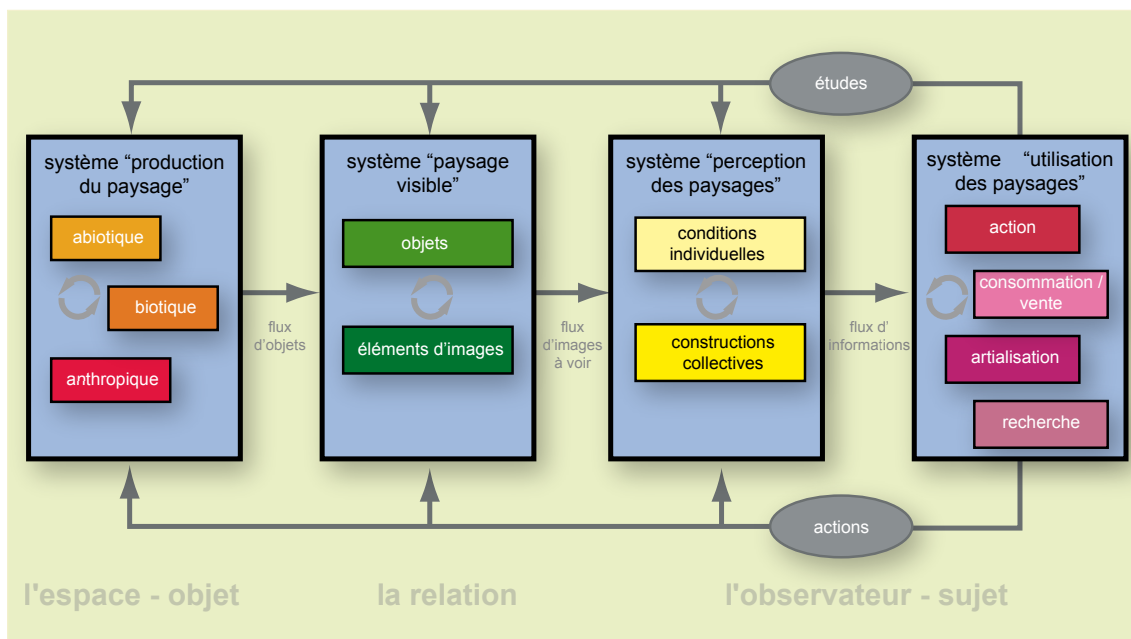 études
système “production
du paysage”
abiotique
biotique
anthropique
flux
d’objets
système “paysage
visible”
objets
éléments d’images
flux
d’images
à voir
système “perception
des paysages”
conditions
individuelles
constructions
collectives
flux d’
informations
système “utilisation
des paysages”
action
consommation /
vente
artialisation
recherche
actions
l'espace - objet
la relation
l'observateur - sujet